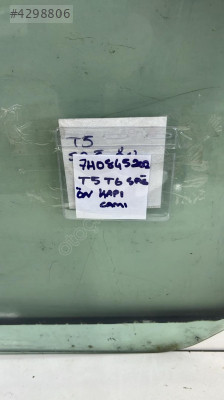 #4298806
T5
7H0845202
T5 T6 SAĞ
ÖN KAPI
CAMI